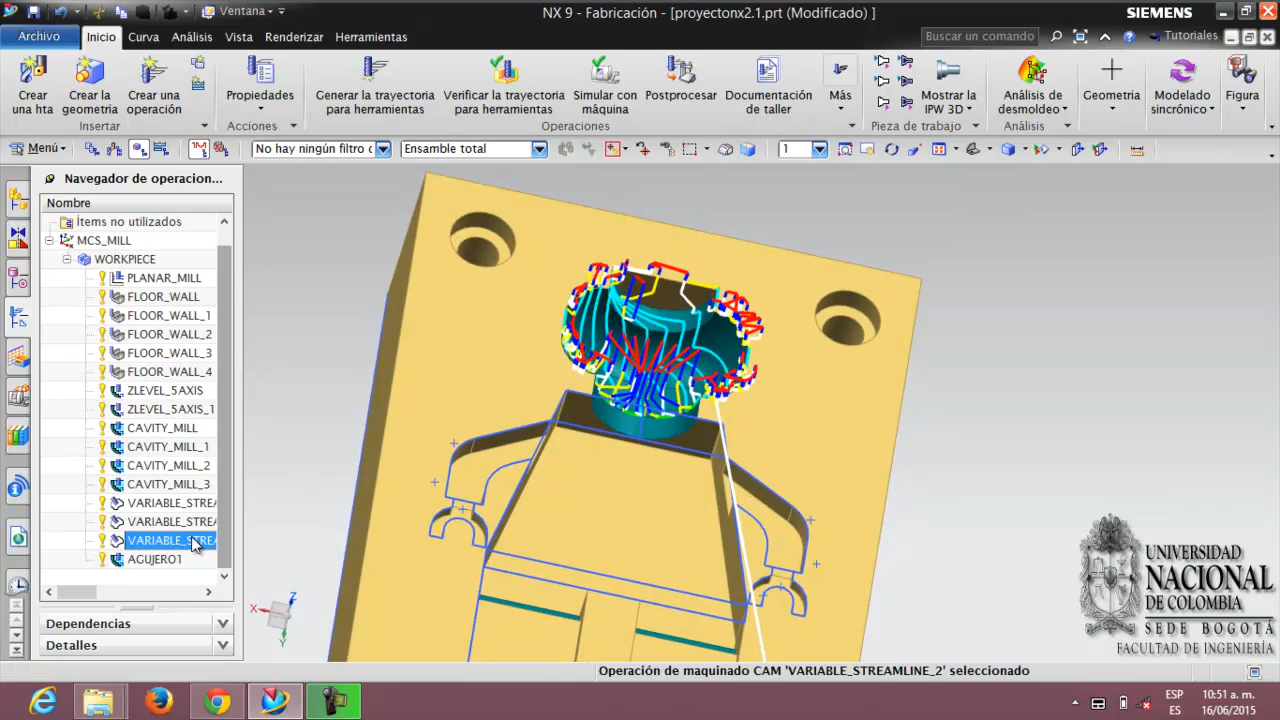 Ventana
NX 9 - Fabricación - [proyectonx2.1.prt (Modificado) ]
SIEMENS
Archivo
Inicio
Curva
Análisis
Vista
Renderizar
Herramientas
Buscar un comando
Tutoriales
Crear una hta
Crear la geometría
Crear una operación
Propiedades
Generar la trayectoria para herramientas
Verificar la trayectoria para herramientas
Simular con máquina
Postprocesar
Documentación de taller
Más
Mostrar la IPW 3D
Análisis de desmoldeo
Geometría
Modelado sincrónico
Figura
Insertar
Acciones
Operaciones
Pieza de trabajo
Análisis
Menú
No hay ningún filtro c
Ensamble total
1
Navegador de operacion...
Nombre
Ítems no utilizados
MCS_MILL
WORKPIECE
PLANAR_MILL
FLOOR_WALL
FLOOR_WALL_1
FLOOR_WALL_2
FLOOR_WALL_3
FLOOR_WALL_4
ZLEVEL_5AXIS
ZLEVEL_5AXIS_1
CAVITY_MILL
CAVITY_MILL_1
CAVITY_MILL_2
CAVITY_MILL_3
VARIABLE_STREA
VARIABLE_STREA
VARIABLE_STREA
AGUJERO1
Dependencias
Detalles
X
Z
Y
UNIVERSIDAD
NACIONAL
DE COLOMBIA
SEDE BOGOTÁ
FACULTAD DE INGENIERÍA
Operación de maquinado CAM 'VARIABLE_STREAMLINE_2' seleccionado
ESP
ES
10:51 a. m.
16/06/2015